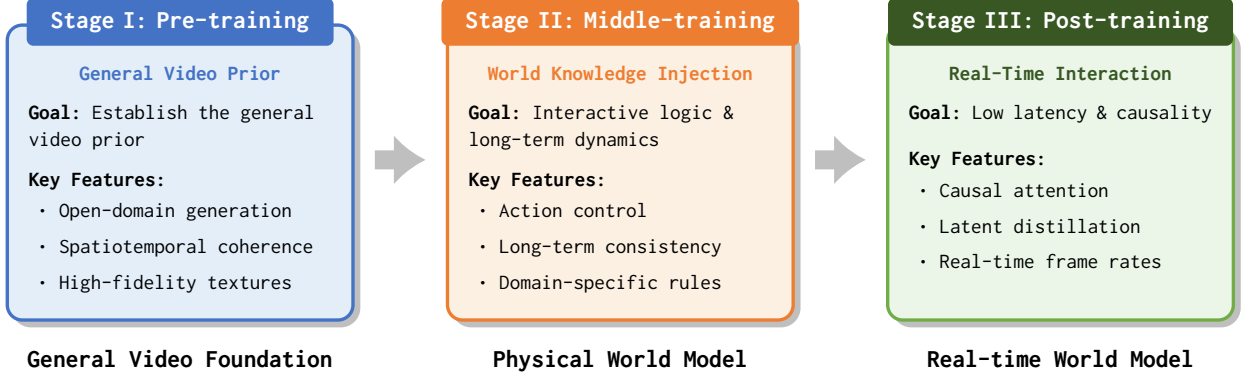 Stage I: Pre-training
General Video Prior
Goal: Establish the general
video prior
Key Features:
· Open-domain generation
· Spatiotemporal coherence
· High-fidelity textures
General Video Foundation
Stage II: Middle-training
World Knowledge Injection
Goal: Interactive logic &
long-term dynamics
Key Features:
· Action control
· Long-term consistency
· Domain-specific rules
Physical World Model
Stage III: Post-training
Real-Time Interaction
Goal: Low latency & causality
Key Features:
· Causal attention
· Latent distillation
· Real-time frame rates
Real-time World Model